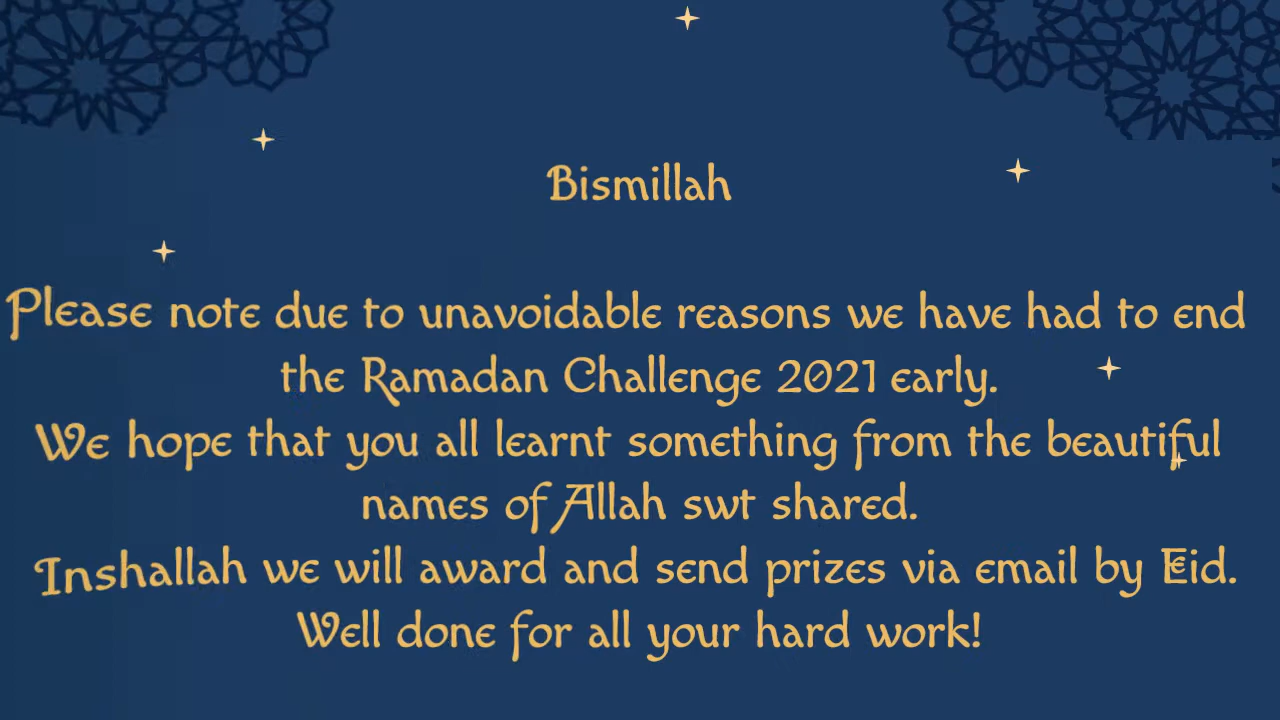 Bismillah
Please note due to unavoidable reasons we have had to end
the Ramadan Challenge 2021 early.
We hope that you all learnt something from the beautiful
names of Allah swt shared.
Inshallah we will award and send prizes via email by Eid.
Well done for all your hard work!